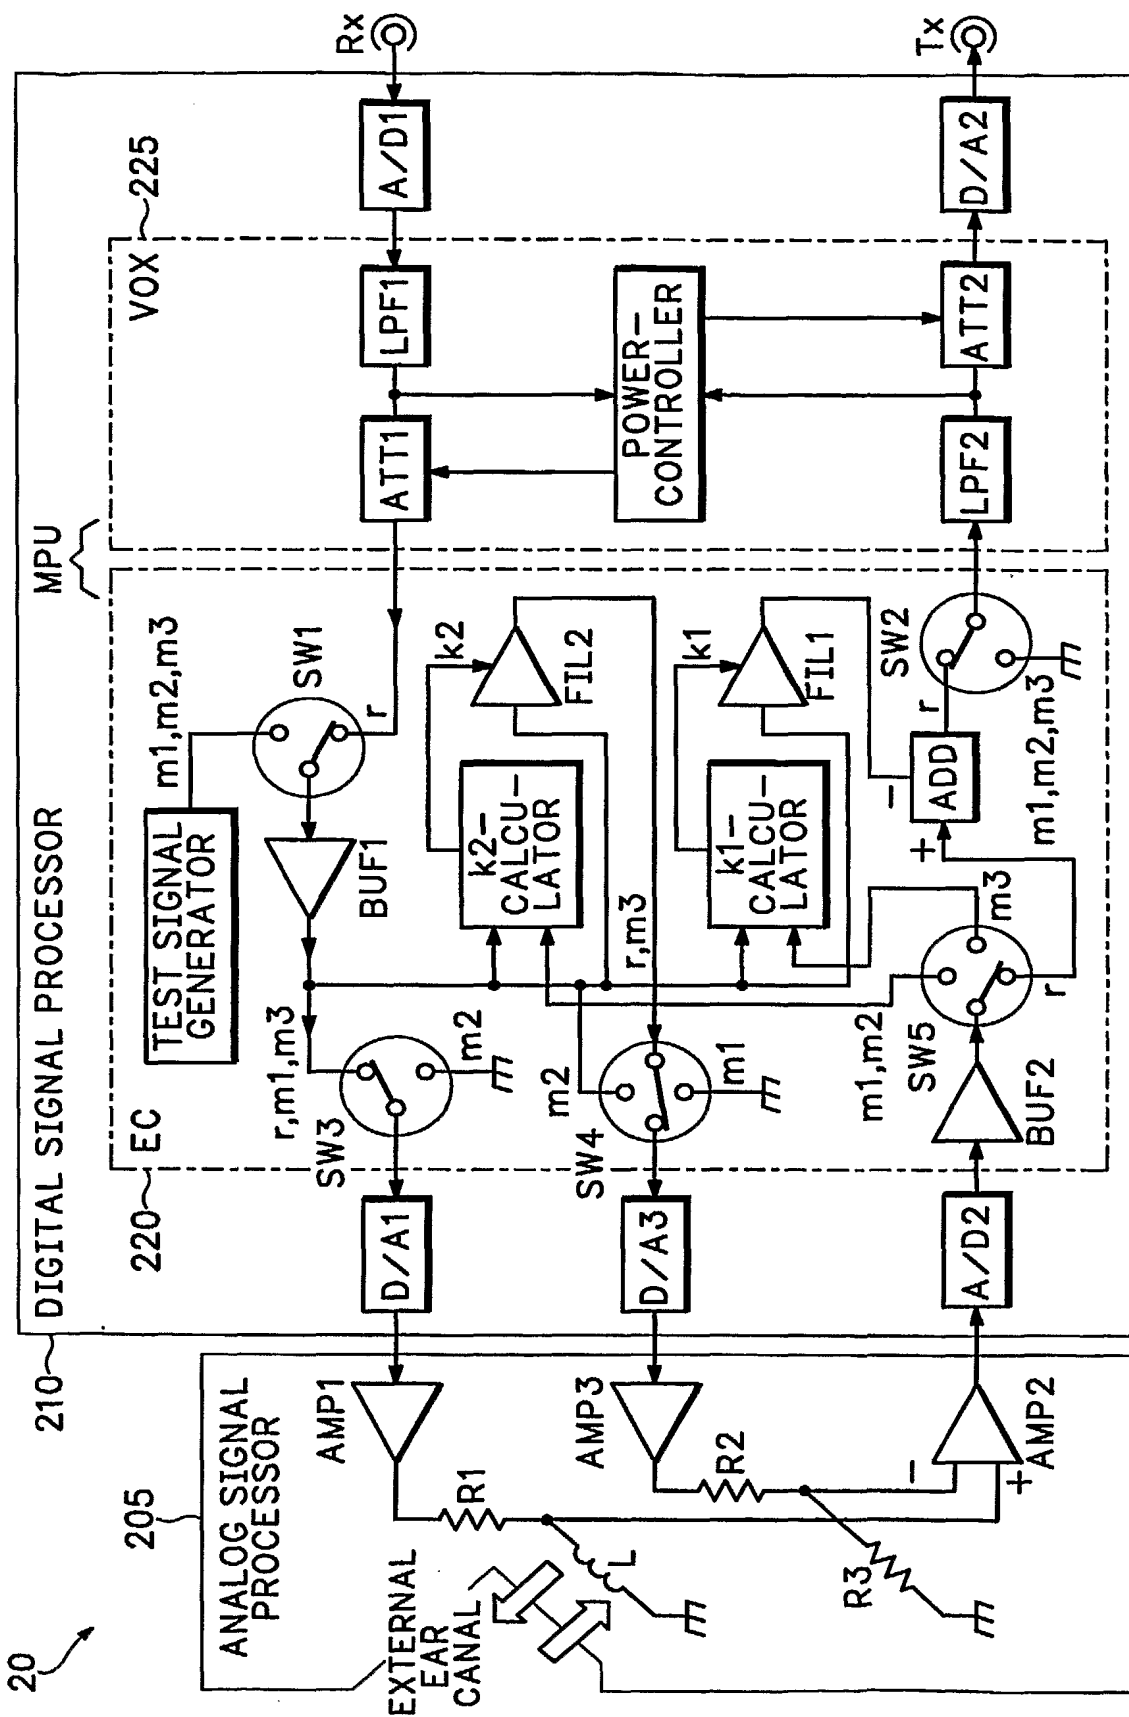 20
210
DIGITAL SIGNAL PROCESSOR
MPU
205
ANALOG SIGNAL
PROCESSOR
EXTERNAL
EAR
CANAL
220
EC
TEST SIGNAL
GENERATOR
m1,m2,m3
SW1
r
BUF1
r,m1,m3
SW3
m2
VOX
225
Rx
A/D1
LPF1
ATT1
POWER-
CONTROLLER
D/A1
AMP1
R1
L
k2-
CALCU-
LATOR
k2
FIL2
r,m3
m2
SW4
m1
D/A3
AMP3
R2
R3
k1-
CALCU-
LATOR
k1
FIL1
m1,m2
SW5
m3
r
BUF2
A/D2
AMP2
-
+
+
-
ADD
r
SW2
m1,m2,m3
LPF2
ATT2
D/A2
Tx